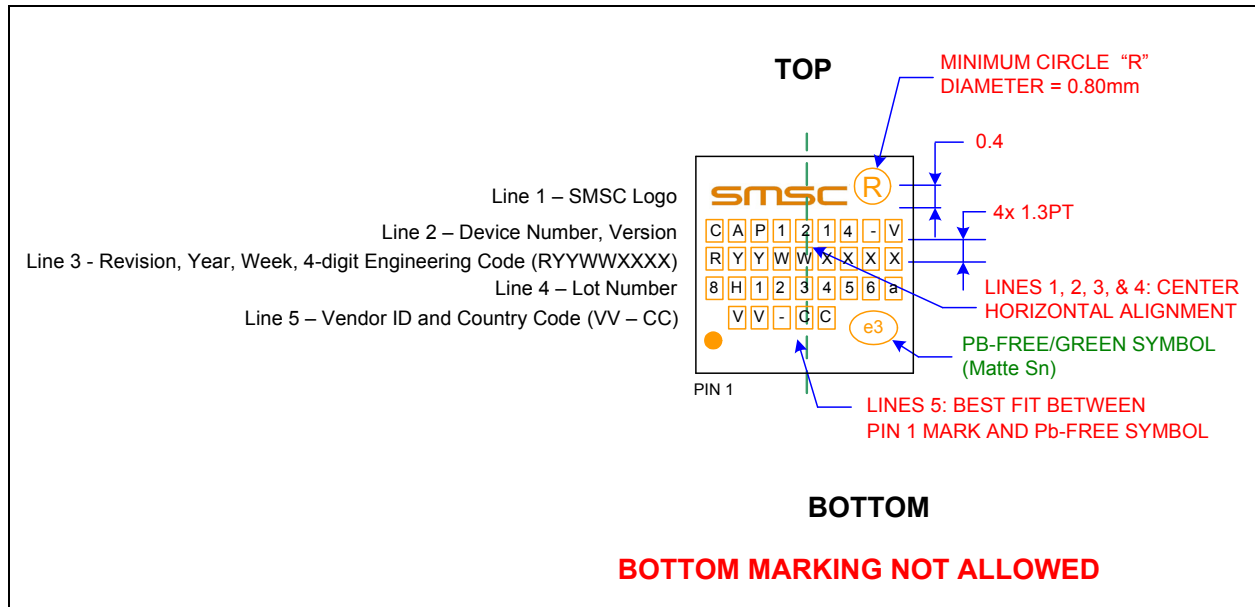 TOP
MINIMUM CIRCLE “R”
DIAMETER = 0.80mm
0.4
4x 1.3PT
Line 1 – SMSC Logo
smsc R
Line 2 – Device Number, Version
CAP1214-V
Line 3 - Revision, Year, Week, 4-digit Engineering Code (RYYWWXXXX)
RYYWWXXXX
Line 4 – Lot Number
8H123456a
Line 5 – Vendor ID and Country Code (VV – CC)
VV-CC
e3
PIN 1
LINES 1, 2, 3, & 4: CENTER
HORIZONTAL ALIGNMENT
PB-FREE/GREEN SYMBOL
(Matte Sn)
LINES 5: BEST FIT BETWEEN
PIN 1 MARK AND Pb-FREE SYMBOL
BOTTOM
BOTTOM MARKING NOT ALLOWED